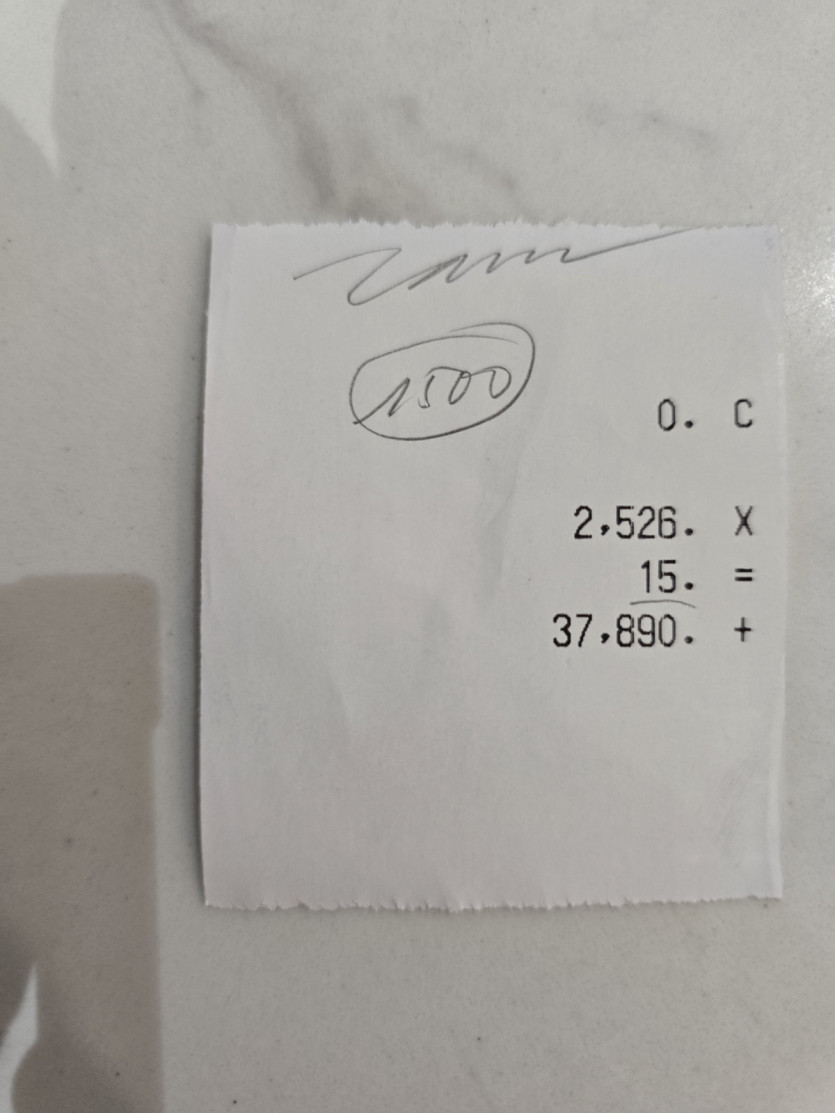 1500
0. C
2,526. X
15. =
37,890. +